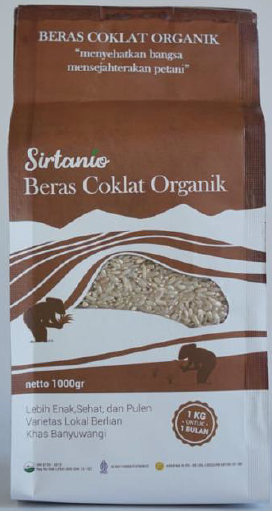 BERAS COKLAT ORGANIK
"menyehatkan bangsa
mensejahterakan petani"
Sirtanio
Beras Coklat Organik
netto 1000gr
Lebih Enak,Sehat, dan Pulen
Varietas Lokal Berlian
Khas Banyuwangi
1 KG
UNTUK
1 BULAN